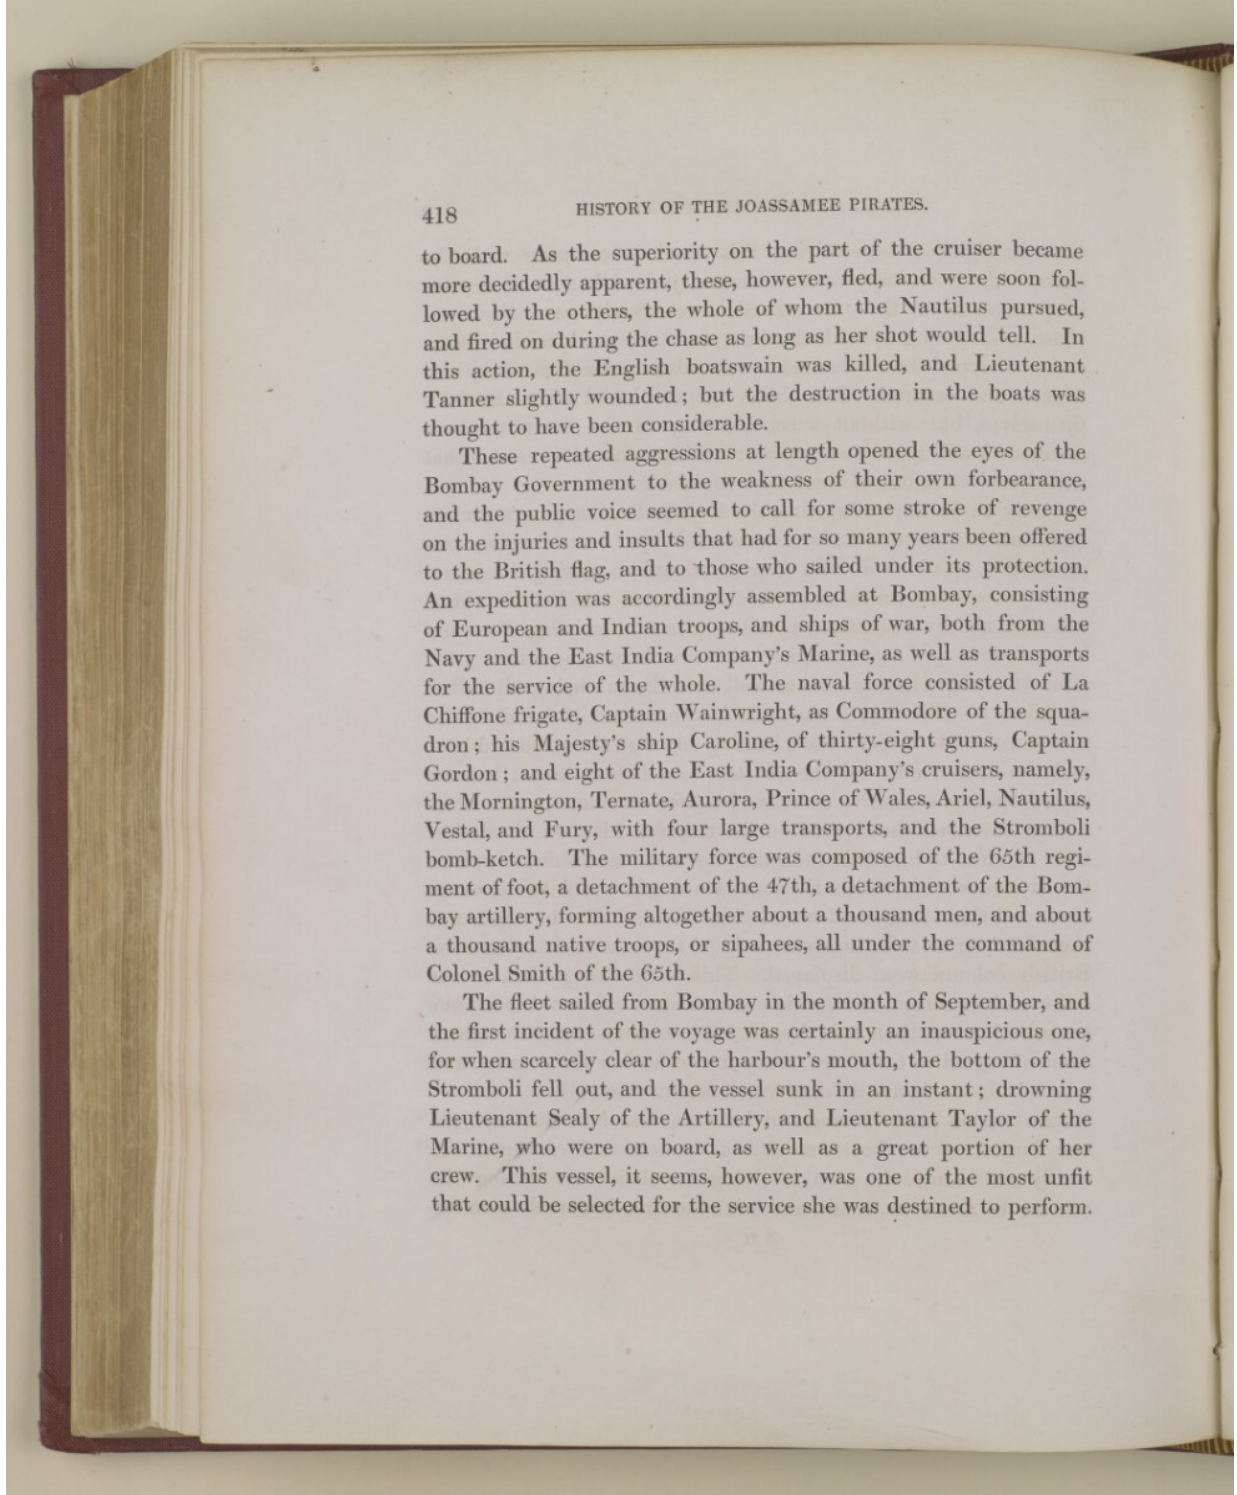 418 HISTORY OF THE JOASSAMEE PIRATES.
to board. As the superiority on the part of the cruiser became
more decidedly apparent, these, however, fled, and were soon fol-
lowed by the others, the whole of whom the Nautilus pursued,
and fired on during the chase as long as her shot would tell. In
this action, the English boatswain was killed, and Lieutenant
Tanner slightly wounded; but the destruction in the boats was
thought to have been considerable.
These repeated aggressions at length opened the eyes of the
Bombay Government to the weakness of their own forbearance,
and the public voice seemed to call for some stroke of revenge
on the injuries and insults that had for so many years been offered
to the British flag, and to those who sailed under its protection.
An expedition was accordingly assembled at Bombay, consisting
of European and Indian troops, and ships of war, both from the
Navy and the East India Company's Marine, as well as transports
for the service of the whole. The naval force consisted of La
Chiffone frigate, Captain Wainwright, as Commodore of the squa-
dron; his Majesty's ship Caroline, of thirty-eight guns, Captain
Gordon; and eight of the East India Company's cruisers, namely,
the Mornington, Ternate, Aurora, Prince of Wales, Ariel, Nautilus,
Vestal, and Fury, with four large transports, and the Stromboli
bomb-ketch. The military force was composed of the 65th regi-
ment of foot, a detachment of the 47th, a detachment of the Bom-
bay artillery, forming altogether about a thousand men, and about
a thousand native troops, or sipahees, all under the command of
Colonel Smith of the 65th.
The fleet sailed from Bombay in the month of September, and
the first incident of the voyage was certainly an inauspicious one,
for when scarcely clear of the harbour's mouth, the bottom of the
Stromboli fell out, and the vessel sunk in an instant; drowning
Lieutenant Sealy of the Artillery, and Lieutenant Taylor of the
Marine, who were on board, as well as a great portion of her
crew. This vessel, it seems, however, was one of the most unfit
that could be selected for the service she was destined to perform.